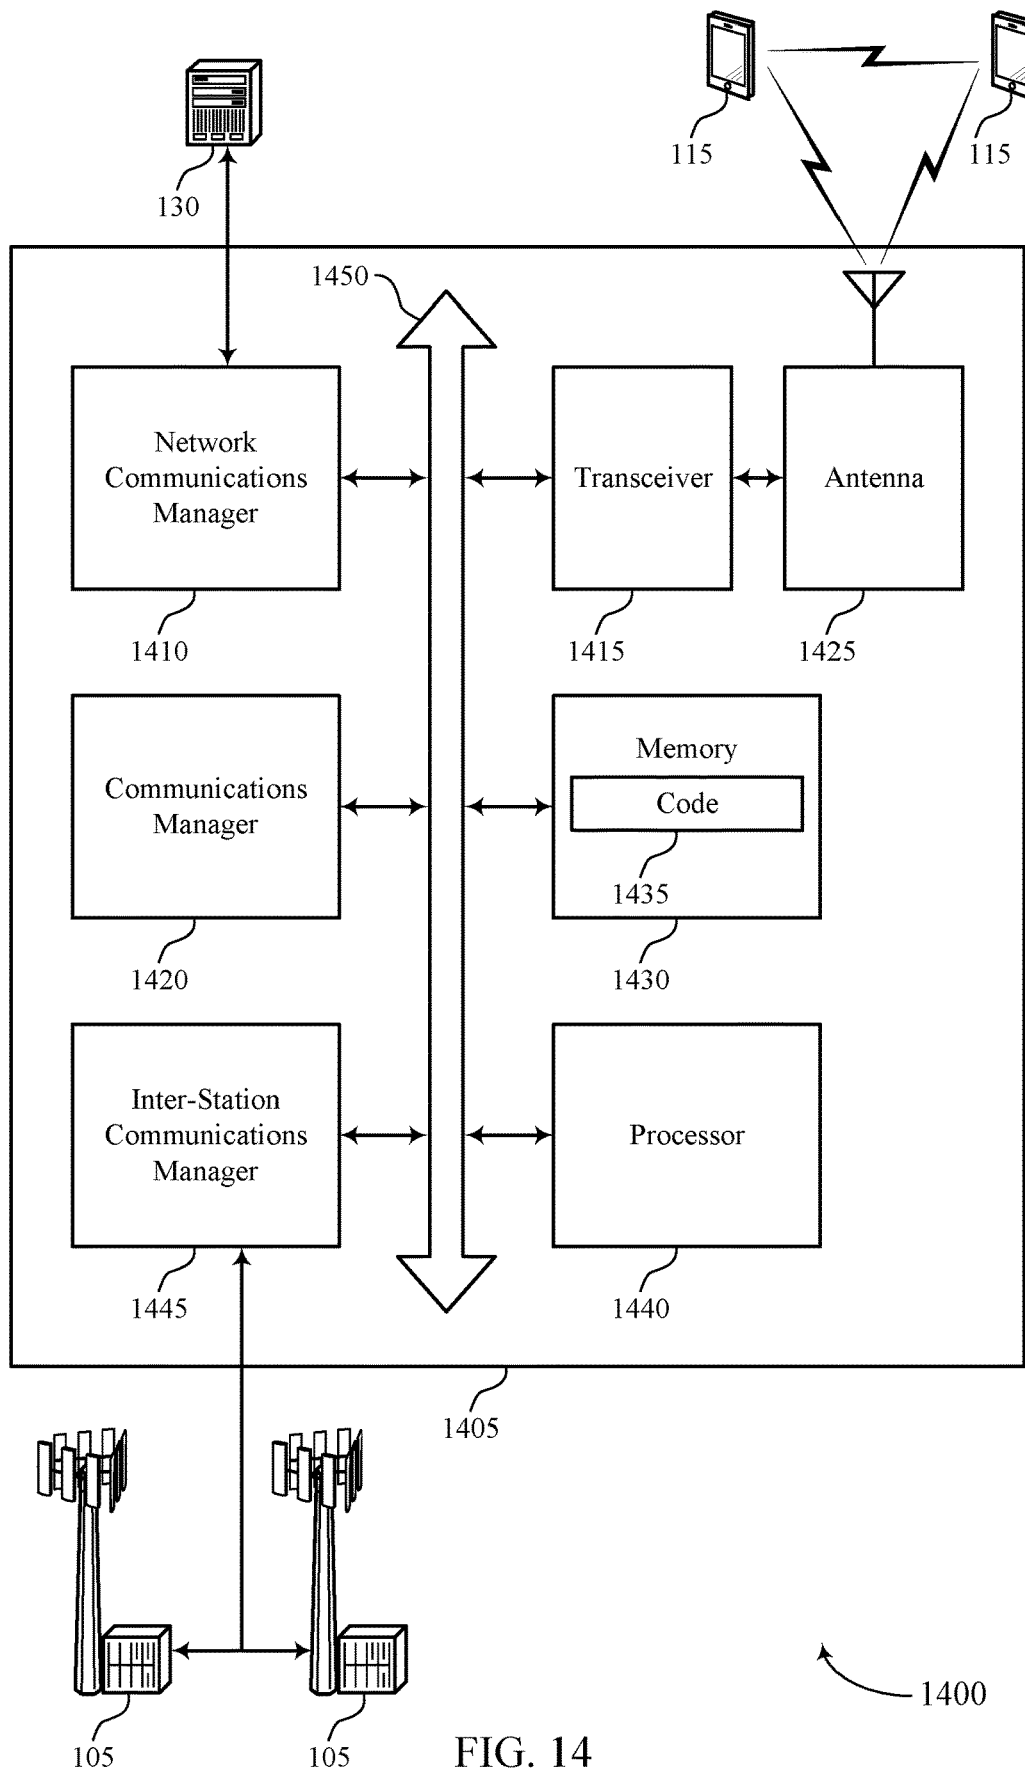 115
115
130
1450
Network
Communications
Manager
Transceiver
Antenna
1410
1415
1425
Communications
Manager
Memory
Code
1435
1420
1430
Inter-Station
Communications
Manager
Processor
1445
1440
1405
1400
105
105
FIG. 14